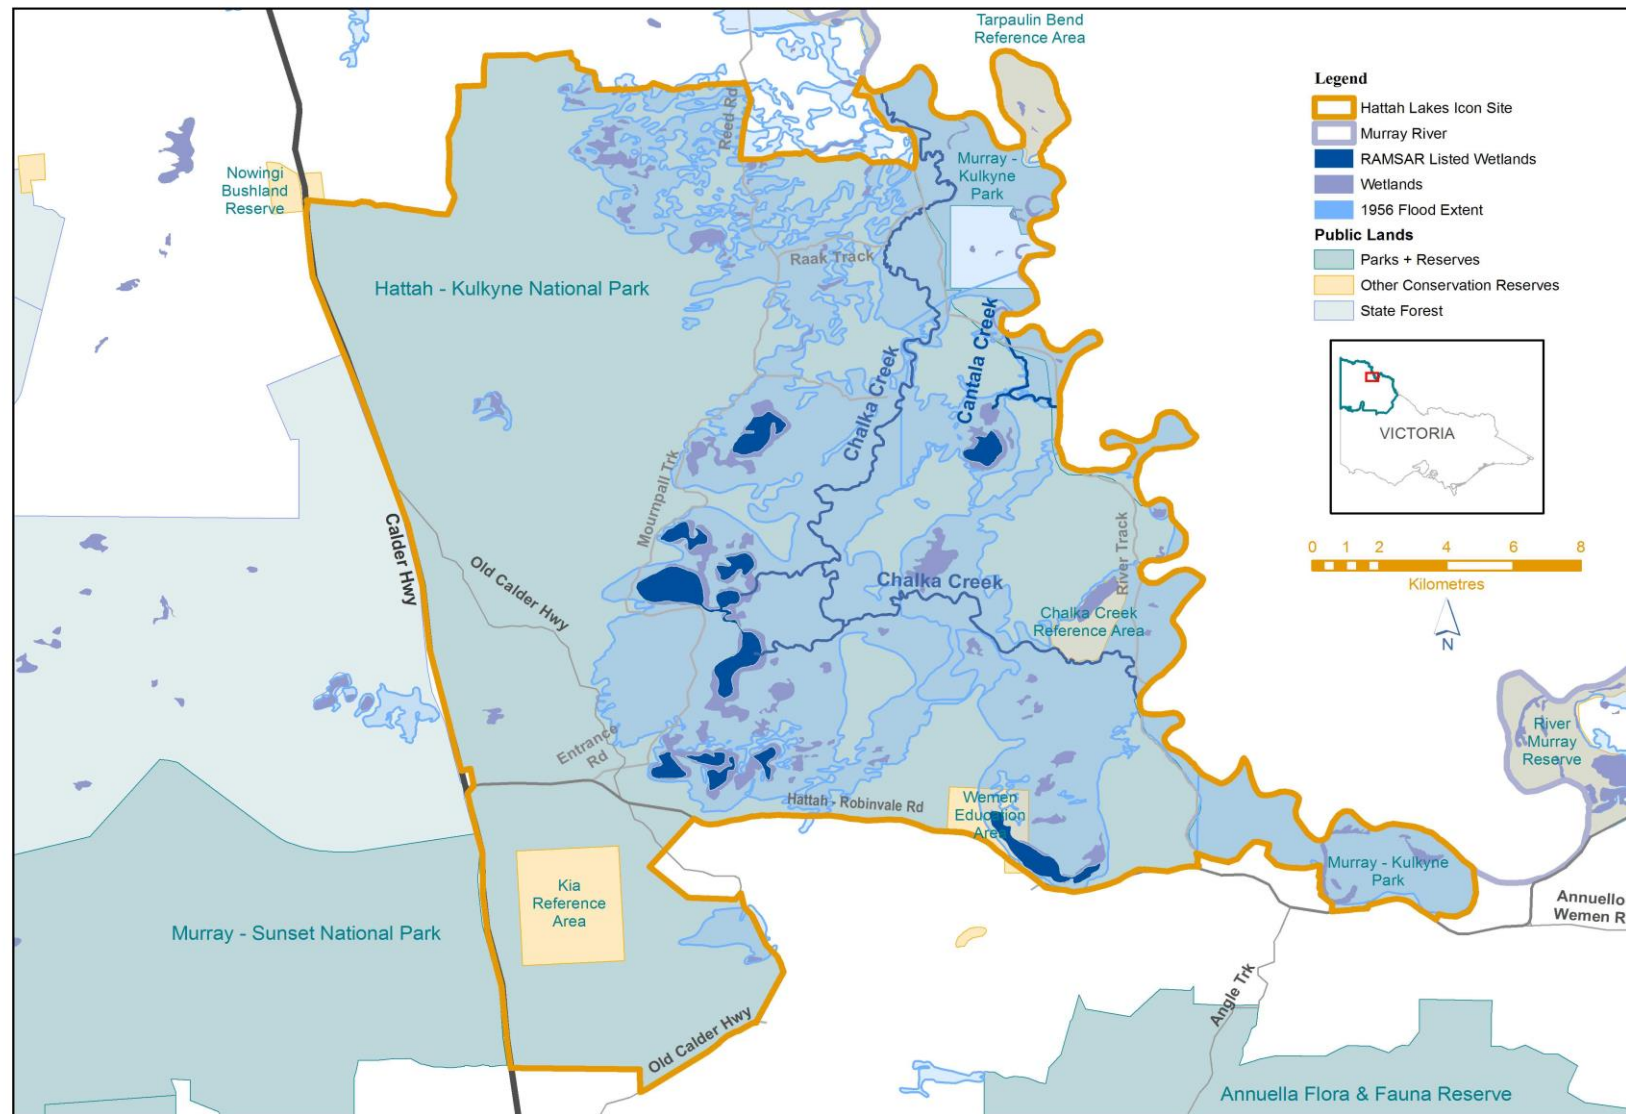 Tarpaulin Bend
Reference Area
Reed Rd
Murray -
Kulkyne
Park
Nowingi
Bushland
Reserve
Raak Track
Hattah - Kulkyne National Park
Cantala Creek
Chalka Creek
Mournpall Trk
Calder Hwy
Old Calder Hwy
River Track
Chalka Creek
Chalka Creek
Reference Area
Entrance
Rd
Hattah - Robinvale Rd
Wemen
Education
Area
River
Murray
Reserve
Murray - Kulkyne
Park
Annuello
Wemen R
Kia
Reference
Area
Murray - Sunset National Park
Old Calder Hwy
Angle Trk
Annuella Flora & Fauna Reserve
Legend
Hattah Lakes Icon Site
Murray River
RAMSAR Listed Wetlands
Wetlands
1956 Flood Extent
Public Lands
Parks + Reserves
Other Conservation Reserves
State Forest
VICTORIA
0 1 2 4 6 8
Kilometres
N